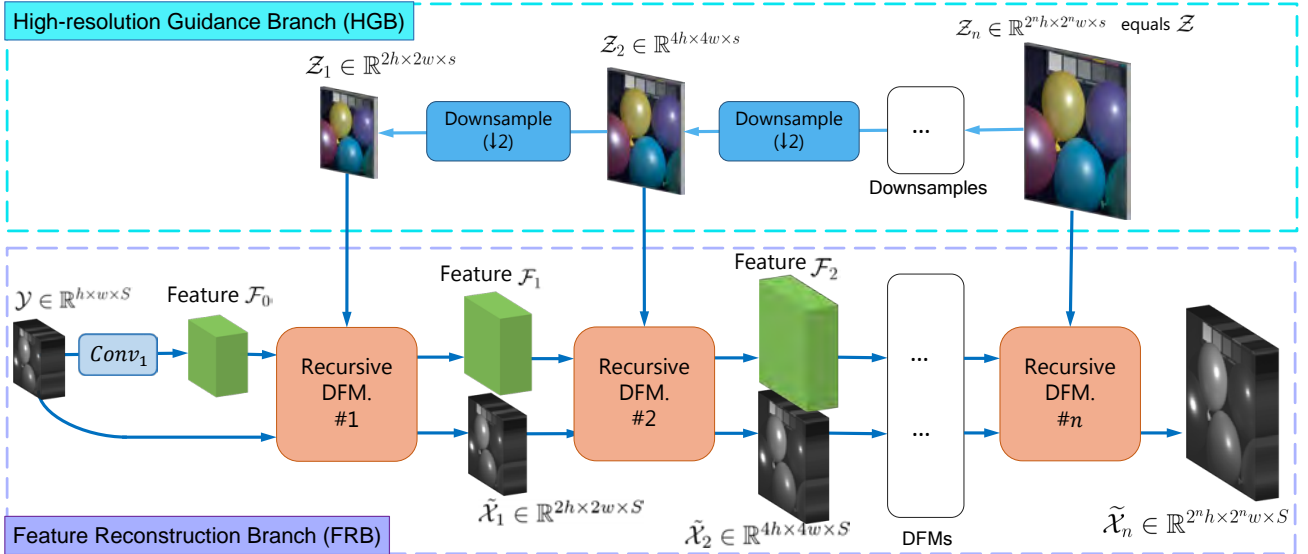 High-resolution Guidance Branch (HGB)
𝒵₁ ∈ ℝ^{2h×2w×s}
𝒵₂ ∈ ℝ^{4h×4w×s}
𝒵ₙ ∈ ℝ^{2ⁿh×2ⁿw×s} equals 𝒵
Downsample
(↓2)
Downsample
(↓2)
...
Downsamples
𝒴 ∈ ℝ^{h×w×S}
Feature ℱ₀
Feature ℱ₁
Feature ℱ₂
Conv₁
Recursive
DFM.
#1
Recursive
DFM.
#2
...
...
Recursive
DFM.
#n
𝒳̃₁ ∈ ℝ^{2h×2w×S}
𝒳̃₂ ∈ ℝ^{4h×4w×S}
DFMs
𝒳̃ₙ ∈ ℝ^{2ⁿh×2ⁿw×S}
Feature Reconstruction Branch (FRB)